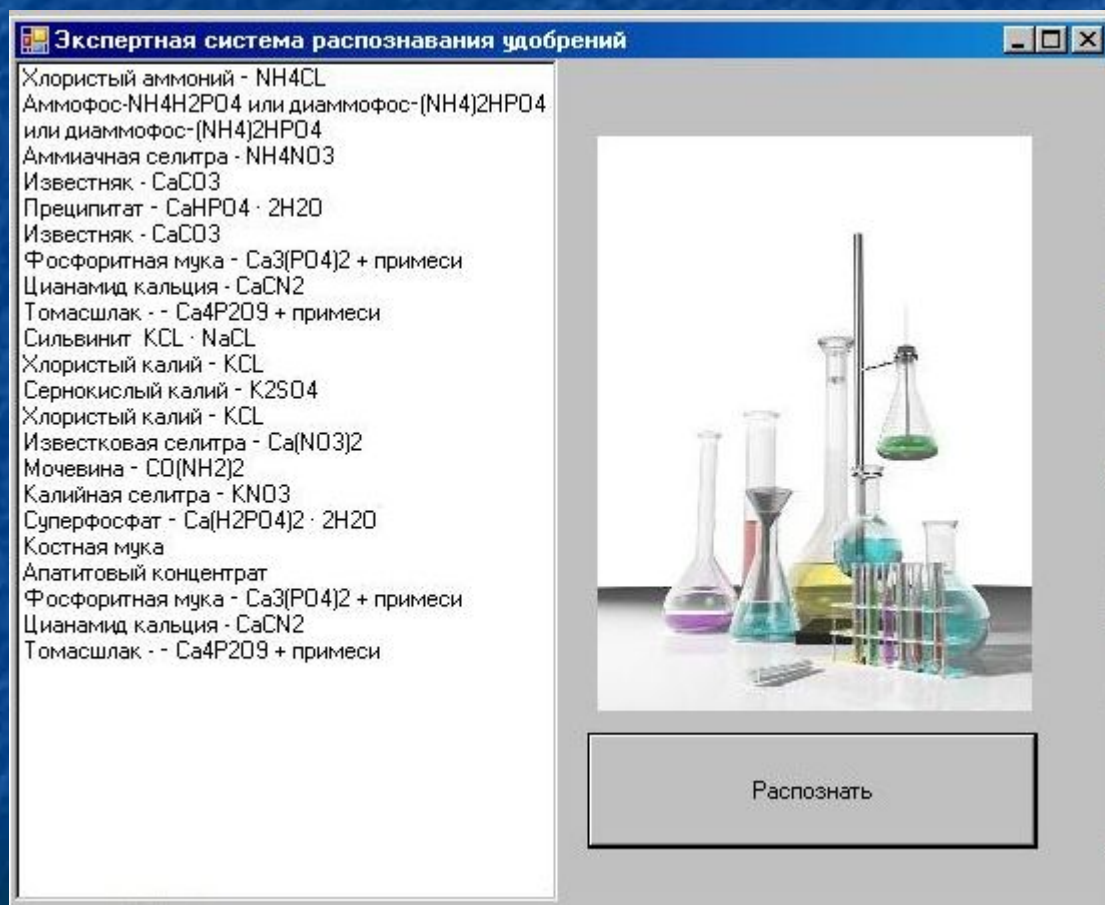 Экспертная система распознавания удобрений
Хлористый аммоний - NH4CL
Аммофос-NH4H2PO4 или диаммофос-(NH4)2HPO4
или диаммофос-(NH4)2HPO4
Аммиачная селитра - NH4NO3
Известняк - CaCO3
Преципитат - CaHPO4 · 2H2O
Известняк - CaCO3
Фосфоритная мука - Ca3(PO4)2 + примеси
Цианамид кальция - CaCN2
Томасшлак - - Ca4P2O9 + примеси
Сильвинит  KCL · NaCL
Хлористый калий - KCL
Сернокислый калий - K2SO4
Хлористый калий - KCL
Известковая селитра - Ca(NO3)2
Мочевина - CO(NH2)2
Калийная селитра - KNO3
Суперфосфат - Ca(H2PO4)2 · 2H2O
Костная мука
Апатитовый концентрат
Фосфоритная мука - Ca3(PO4)2 + примеси
Цианамид кальция - CaCN2
Томасшлак - - Ca4P2O9 + примеси
Распознать